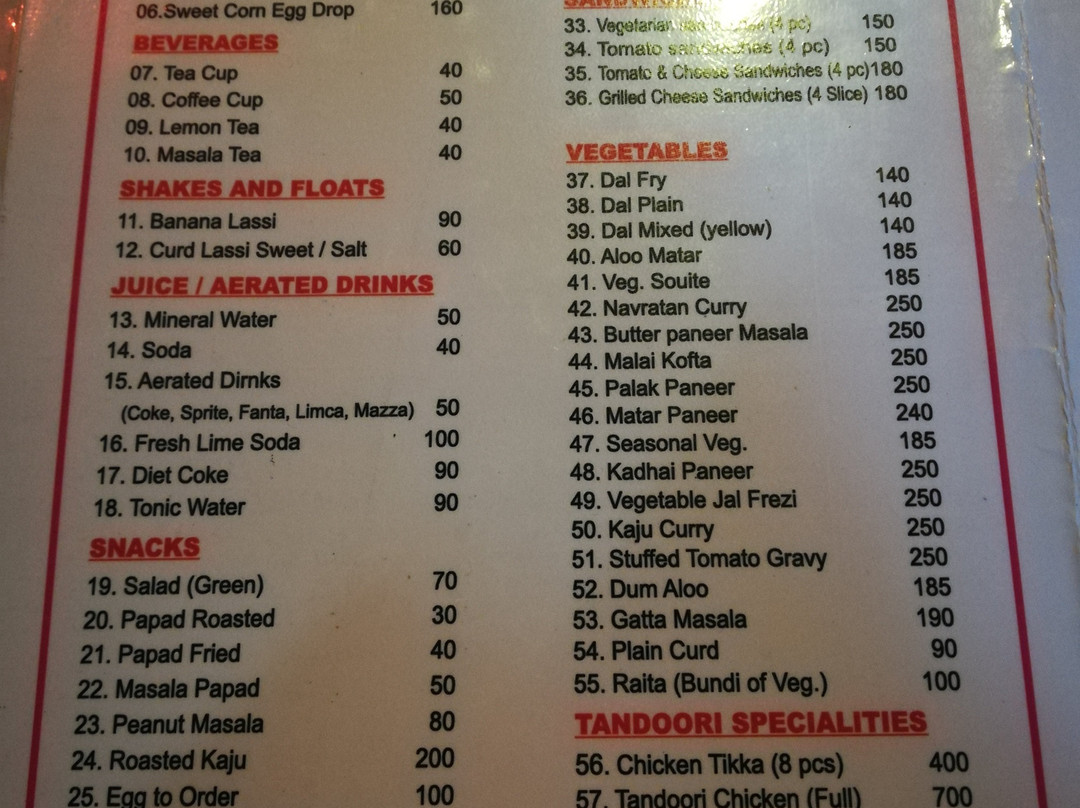 06.Sweet Corn Egg Drop 160
BEVERAGES
07. Tea Cup 40
08. Coffee Cup 50
09. Lemon Tea 40
10. Masala Tea 40
SHAKES AND FLOATS
11. Banana Lassi 90
12. Curd Lassi Sweet / Salt 60
JUICE / AERATED DRINKS
13. Mineral Water 50
14. Soda 40
15. Aerated Dirnks
(Coke, Sprite, Fanta, Limca, Mazza) 50
16. Fresh Lime Soda 100
17. Diet Coke 90
18. Tonic Water 90
SNACKS
19. Salad (Green) 70
20. Papad Roasted 30
21. Papad Fried 40
22. Masala Papad 50
23. Peanut Masala 80
24. Roasted Kaju 200
25. Egg to Order 100
33. Vegetarian (4 pc) 150
34. Tomato sandwiches (4 pc) 150
35. Tomato & Cheese Sandwiches (4 pc)180
36. Grilled Cheese Sandwiches (4 Slice) 180
VEGETABLES
37. Dal Fry 140
38. Dal Plain 140
39. Dal Mixed (yellow) 140
40. Aloo Matar 185
41. Veg. Souite 185
42. Navratan Curry 250
43. Butter paneer Masala 250
44. Malai Kofta 250
45. Palak Paneer 250
46. Matar Paneer 240
47. Seasonal Veg. 185
48. Kadhai Paneer 250
49. Vegetable Jal Frezi 250
50. Kaju Curry 250
51. Stuffed Tomato Gravy 250
52. Dum Aloo 185
53. Gatta Masala 190
54. Plain Curd 90
55. Raita (Bundi of Veg.) 100
TANDOORI SPECIALITIES
56. Chicken Tikka (8 pcs) 400
57. Tandoori Chicken (Full) 700